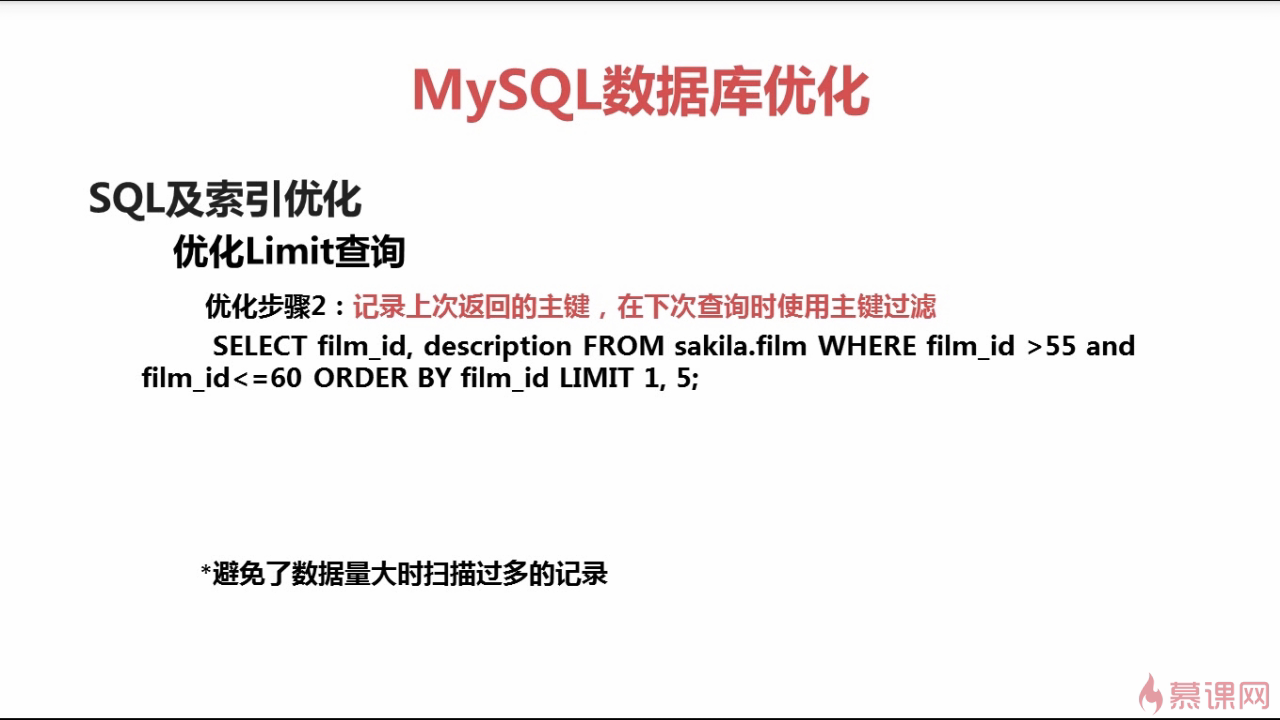 MySQL数据库优化
SQL及索引优化
优化Limit查询
优化步骤2：记录上次返回的主键，在下次查询时使用主键过滤
SELECT film_id, description FROM sakila.film WHERE film_id >55 and
film_id<=60 ORDER BY film_id LIMIT 1, 5;
*避免了数据量大时扫描过多的记录
慕课网